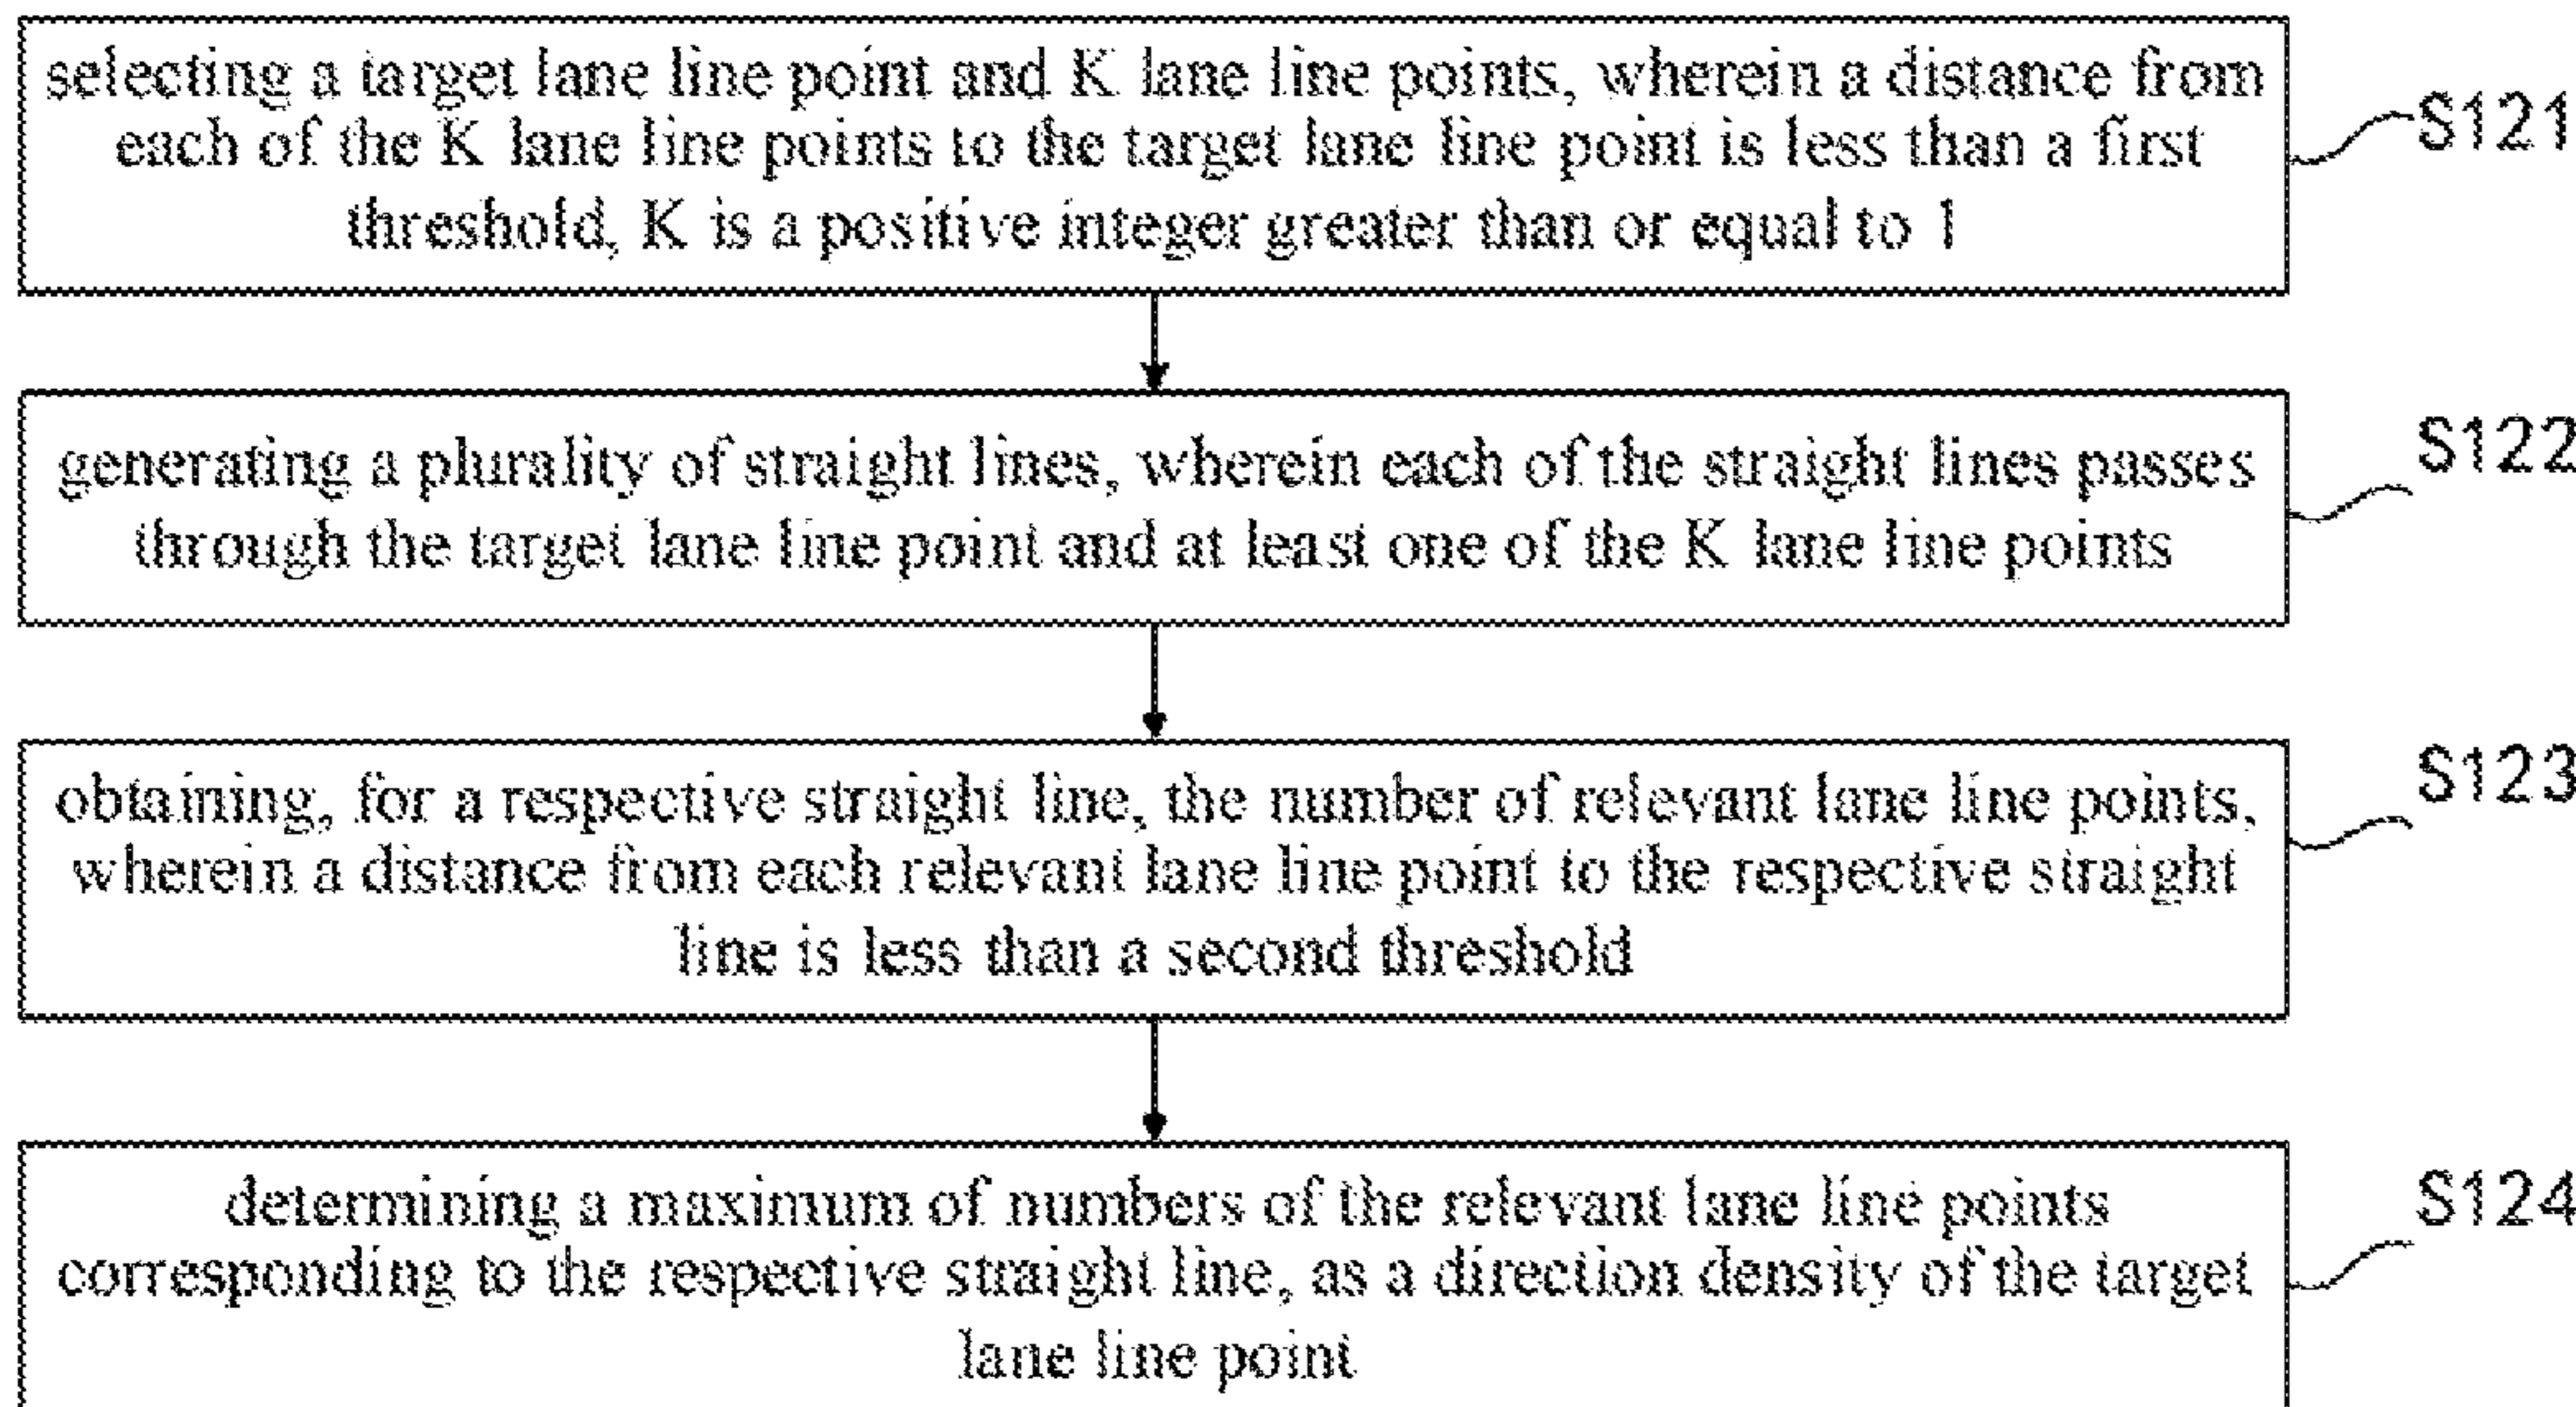 selecting a target lane line point and K lane line points, wherein a distance from
each of the K lane line points to the target lane line point is less than a first
threshold, K is a positive integer greater than or equal to 1
S121
generating a plurality of straight lines, wherein each of the straight lines passes
through the target lane line point and at least one of the K lane line points
S122
obtaining, for a respective straight line, the number of relevant lane line points,
wherein a distance from each relevant lane line point to the respective straight
line is less than a second threshold
S123
determining a maximum of numbers of the relevant lane line points
corresponding to the respective straight line, as a direction density of the target
lane line point
S124